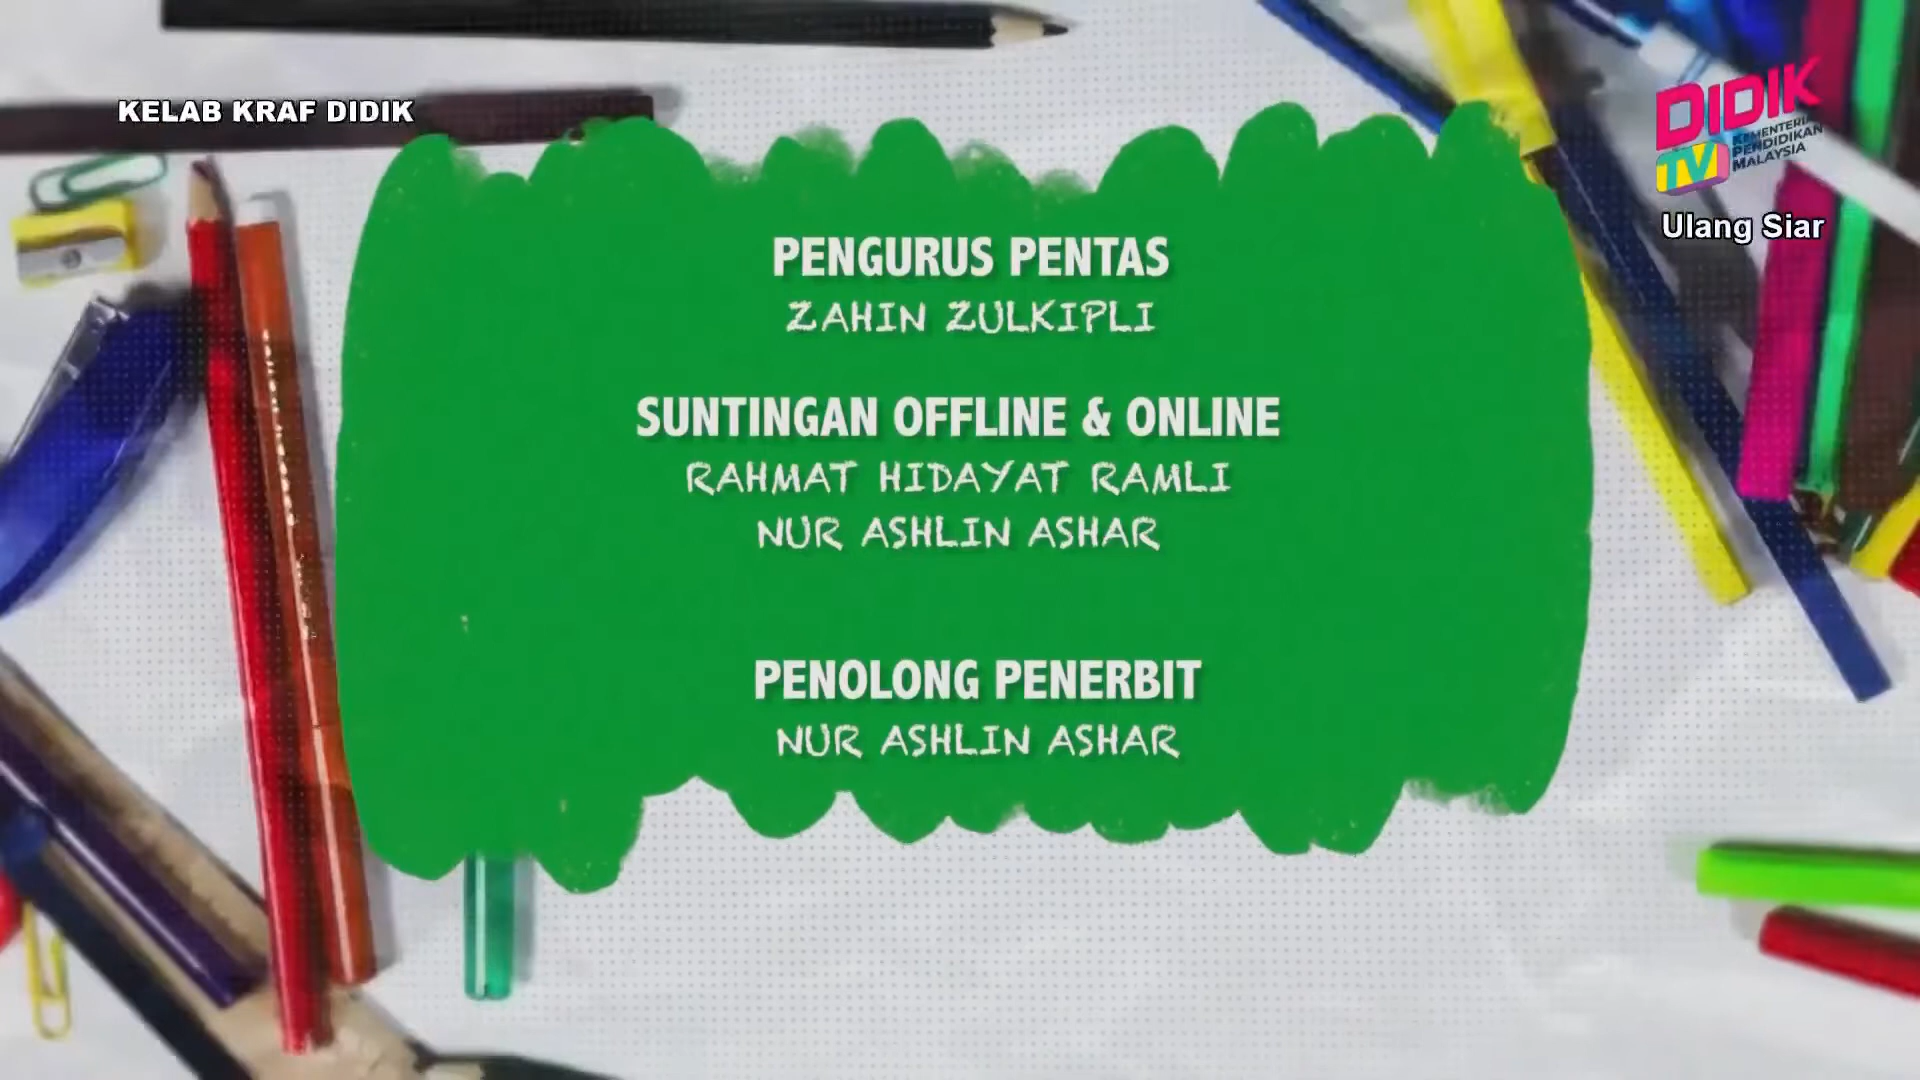 KELAB KRAF DIDIK
DIDIK
TV
KEMENTERIAN
PENDIDIKAN
MALAYSIA
Ulang Siar
PENGURUS PENTAS
ZAHIN ZULKIPLI
SUNTINGAN OFFLINE & ONLINE
RAHMAT HIDAYAT RAMLI
NUR ASHLIN ASHAR
PENOLONG PENERBIT
NUR ASHLIN ASHAR